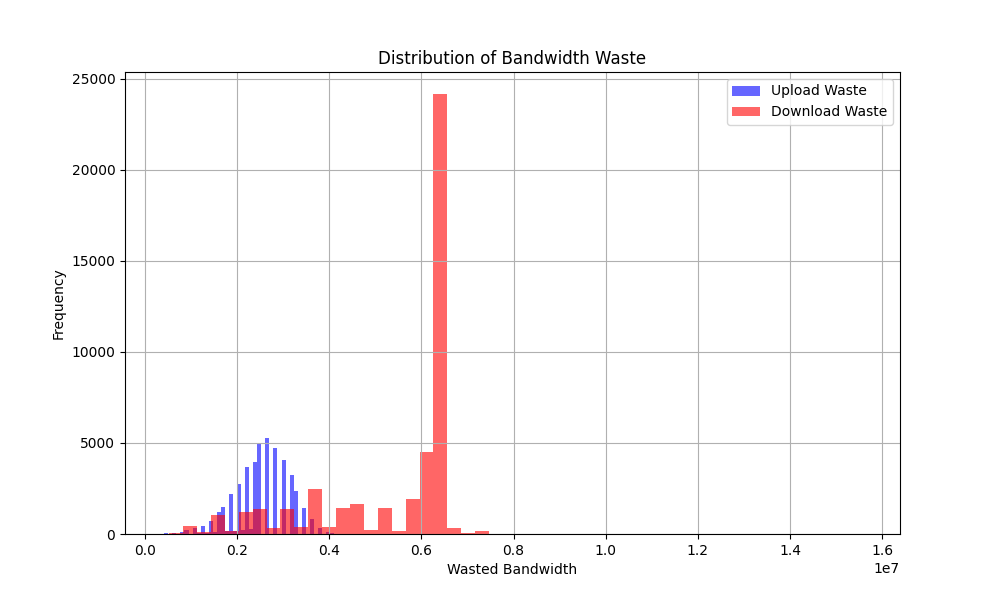 Distribution of Bandwidth Waste
Upload Waste
Download Waste
Frequency
25000
20000
15000
10000
5000
0
0.0 0.2 0.4 0.6 0.8 1.0 1.2 1.4 1.6
1e7
Wasted Bandwidth